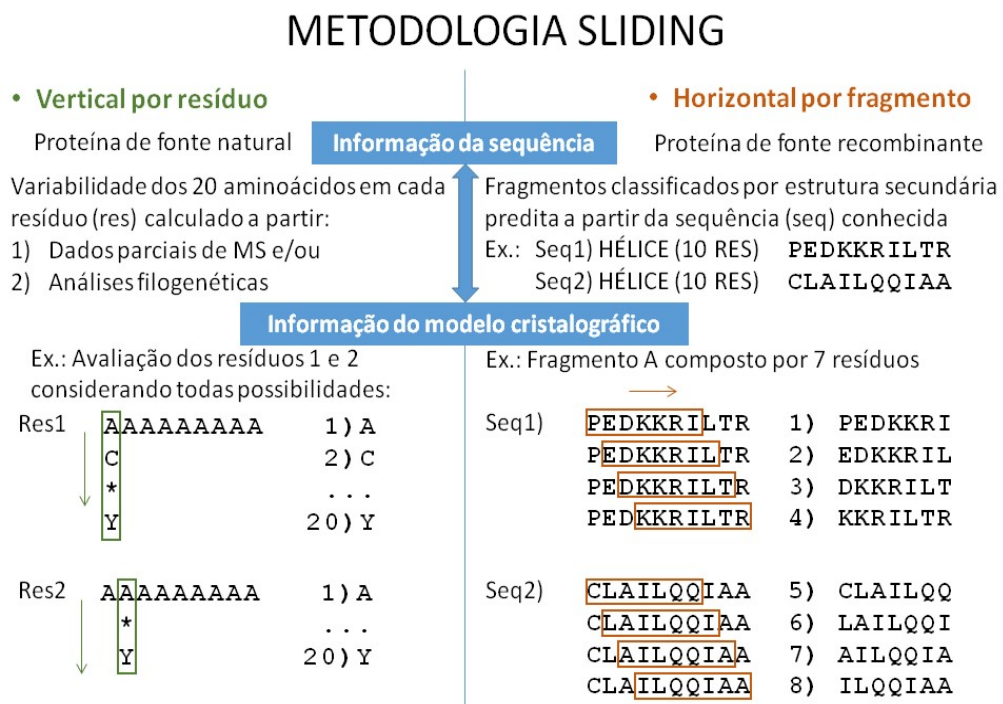 METODOLOGIA SLIDING
• Vertical por resíduo
Proteína de fonte natural
Informação da sequência
• Horizontal por fragmento
Proteína de fonte recombinante
Variabilidade dos 20 aminoácidos em cada
resíduo (res) calculado a partir:
1) Dados parciais de MS e/ou
2) Análises filogenéticas
Fragmentos classificados por estrutura secundária
predita a partir da sequência (seq) conhecida
Ex.: Seq1) HÉLICE (10 RES) PEDKKRILTR
Seq2) HÉLICE (10 RES) CLAILQQIAA
Informação do modelo cristalográfico
Ex.: Avaliação dos resíduos 1 e 2
considerando todas possibilidades:
Res1 AAAAAAAAAA 1) A
C 2) C
* ...
Y 20) Y
Res2 AAAAAAAAAA 1) A
* ...
Y 20) Y
Ex.: Fragmento A composto por 7 resíduos
Seq1) PEDKKRILTR 1) PEDKKRI
PEDKKRILTR 2) EDKKRIL
PEDKKRILTR 3) DKKRILT
PEDKKRILTR 4) KKRILTR
Seq2) CLAILQQIAA 5) CLAILQQ
CLAILQQIAA 6) LAILQQI
CLAILQQIAA 7) AILQQIA
CLAILQQIAA 8) ILQQIAA